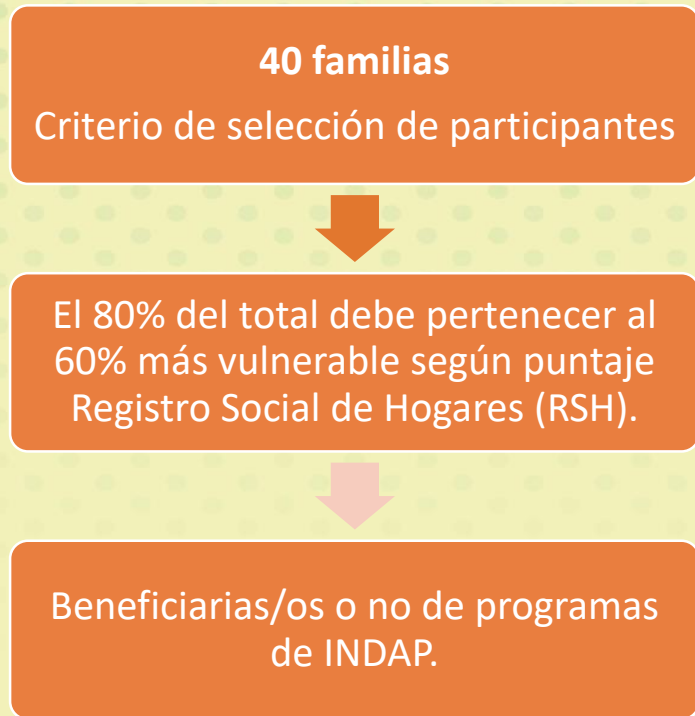 40 familias
Criterio de selección de participantes
El 80% del total debe pertenecer al
60% más vulnerable según puntaje
Registro Social de Hogares (RSH).
Beneficiarias/os o no de programas
de INDAP.